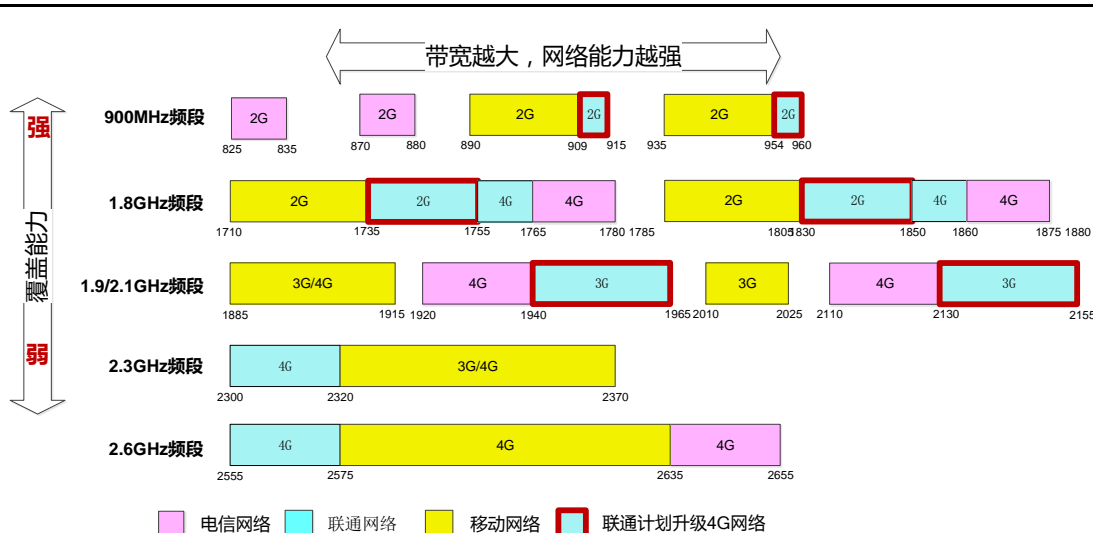 带宽越大，网络能力越强
强
覆盖能力
弱
900MHz频段
2G
2G
2G
2G
2G
2G
825 835 870 880 890 909 915 935 954 960
1.8GHz频段
2G
2G
4G
4G
2G
2G
4G
4G
1710 1735 1755 1765 1780 1785 1805 1830 1850 1860 1875 1880
1.9/2.1GHz频段
3G/4G
4G
3G
3G
4G
3G
1885 1915 1920 1940 1965 2010 2025 2110 2130 2155
2.3GHz频段
4G
3G/4G
2300 2320 2370
2.6GHz频段
4G
4G
4G
2555 2575 2635 2655
电信网络 联通网络 移动网络 联通计划升级4G网络